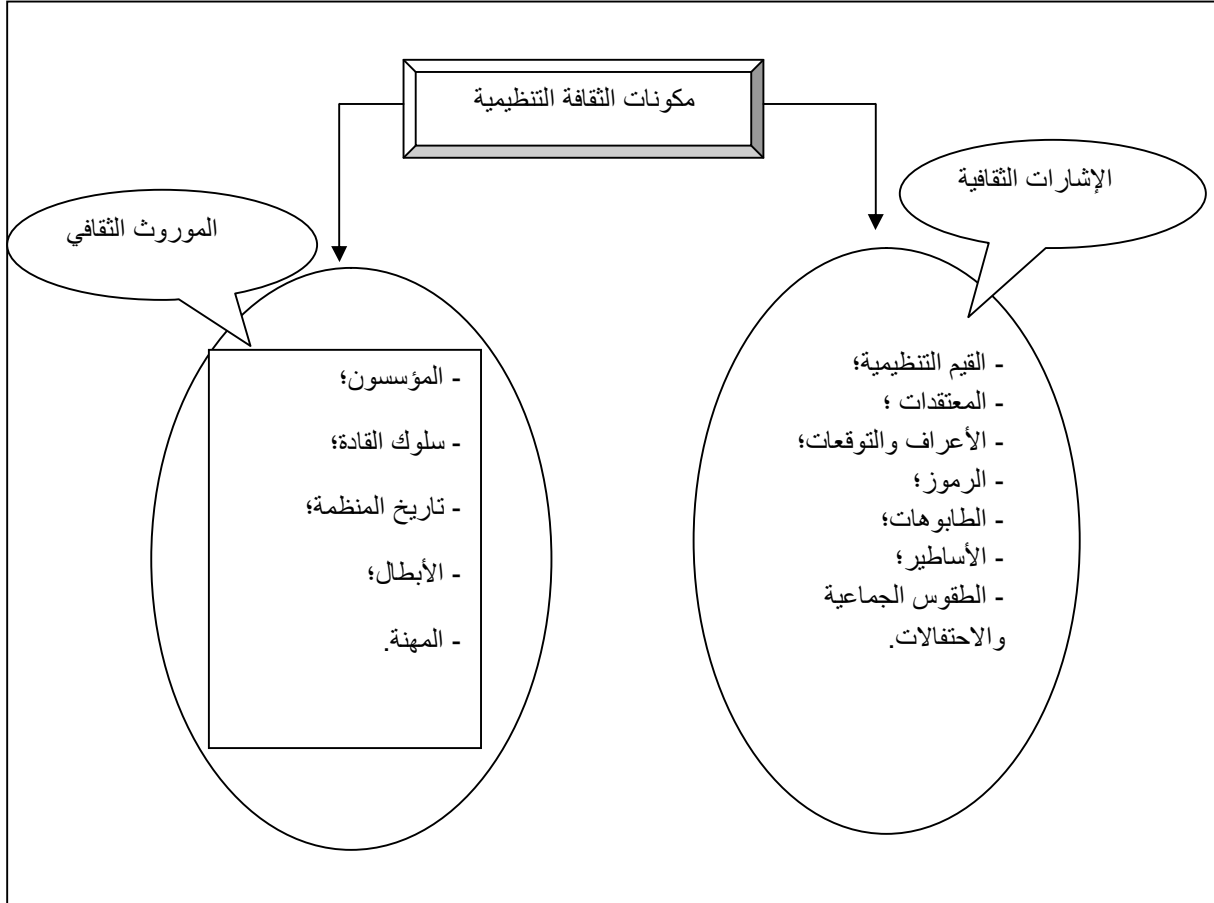 مكونات الثقافة التنظيمية
الإشارات الثقافية
- القيم التنظيمية؛
- المعتقدات ؛
- الأعراف والتوقعات؛
- الرموز؛
- الطابوهات؛
- الأساطير؛
- الطقوس الجماعية
والاحتفالات.
الموروث الثقافي
- المؤسسون؛
- سلوك القادة؛
- تاريخ المنظمة؛
- الأبطال؛
- المهنة.